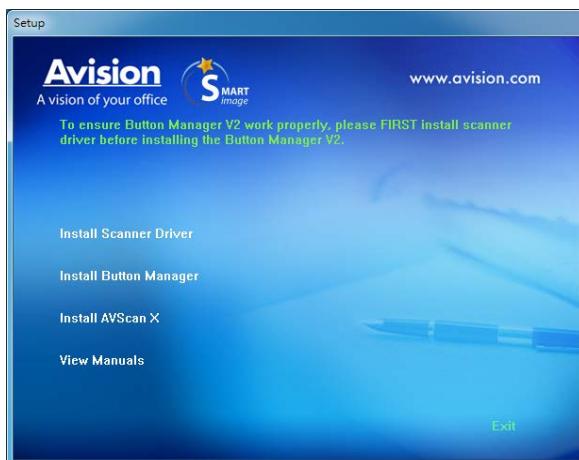 Setup
Avision
A vision of your office
SMART
image
www.avision.com
To ensure Button Manager V2 work properly, please FIRST install scanner
driver before installing the Button Manager V2.
Install Scanner Driver
Install Button Manager
Install AVScan X
View Manuals
Exit